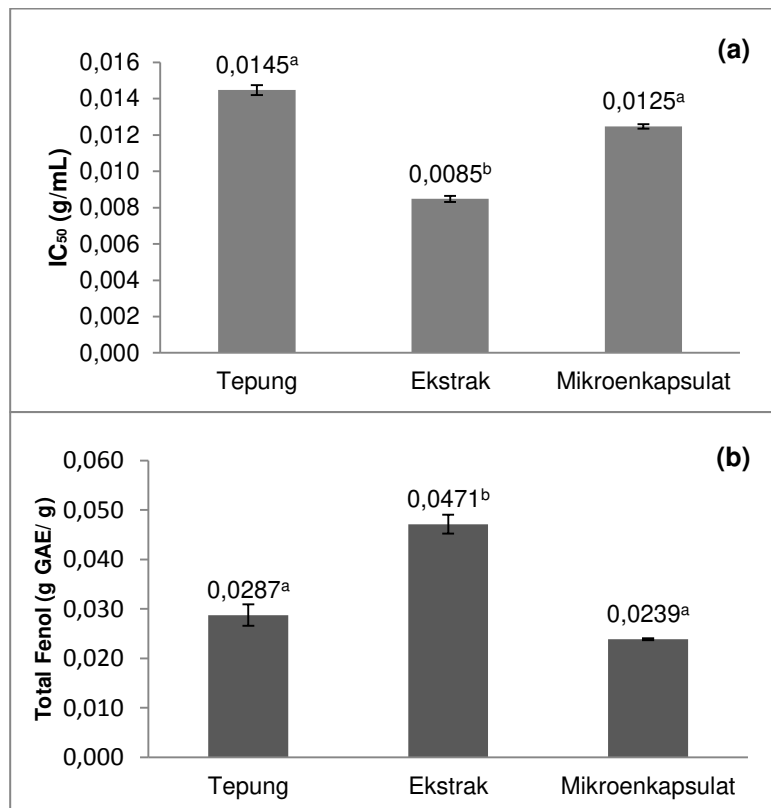 (a)
IC₅₀ (g/mL)
0,016
0,014
0,012
0,010
0,008
0,006
0,004
0,002
0,000
0,0145ᵃ
0,0085ᵇ
0,0125ᵃ
Tepung
Ekstrak
Mikroenkapsulat
(b)
Total Fenol (g GAE/ g)
0,060
0,050
0,040
0,030
0,020
0,010
0,000
0,0287ᵃ
0,0471ᵇ
0,0239ᵃ
Tepung
Ekstrak
Mikroenkapsulat